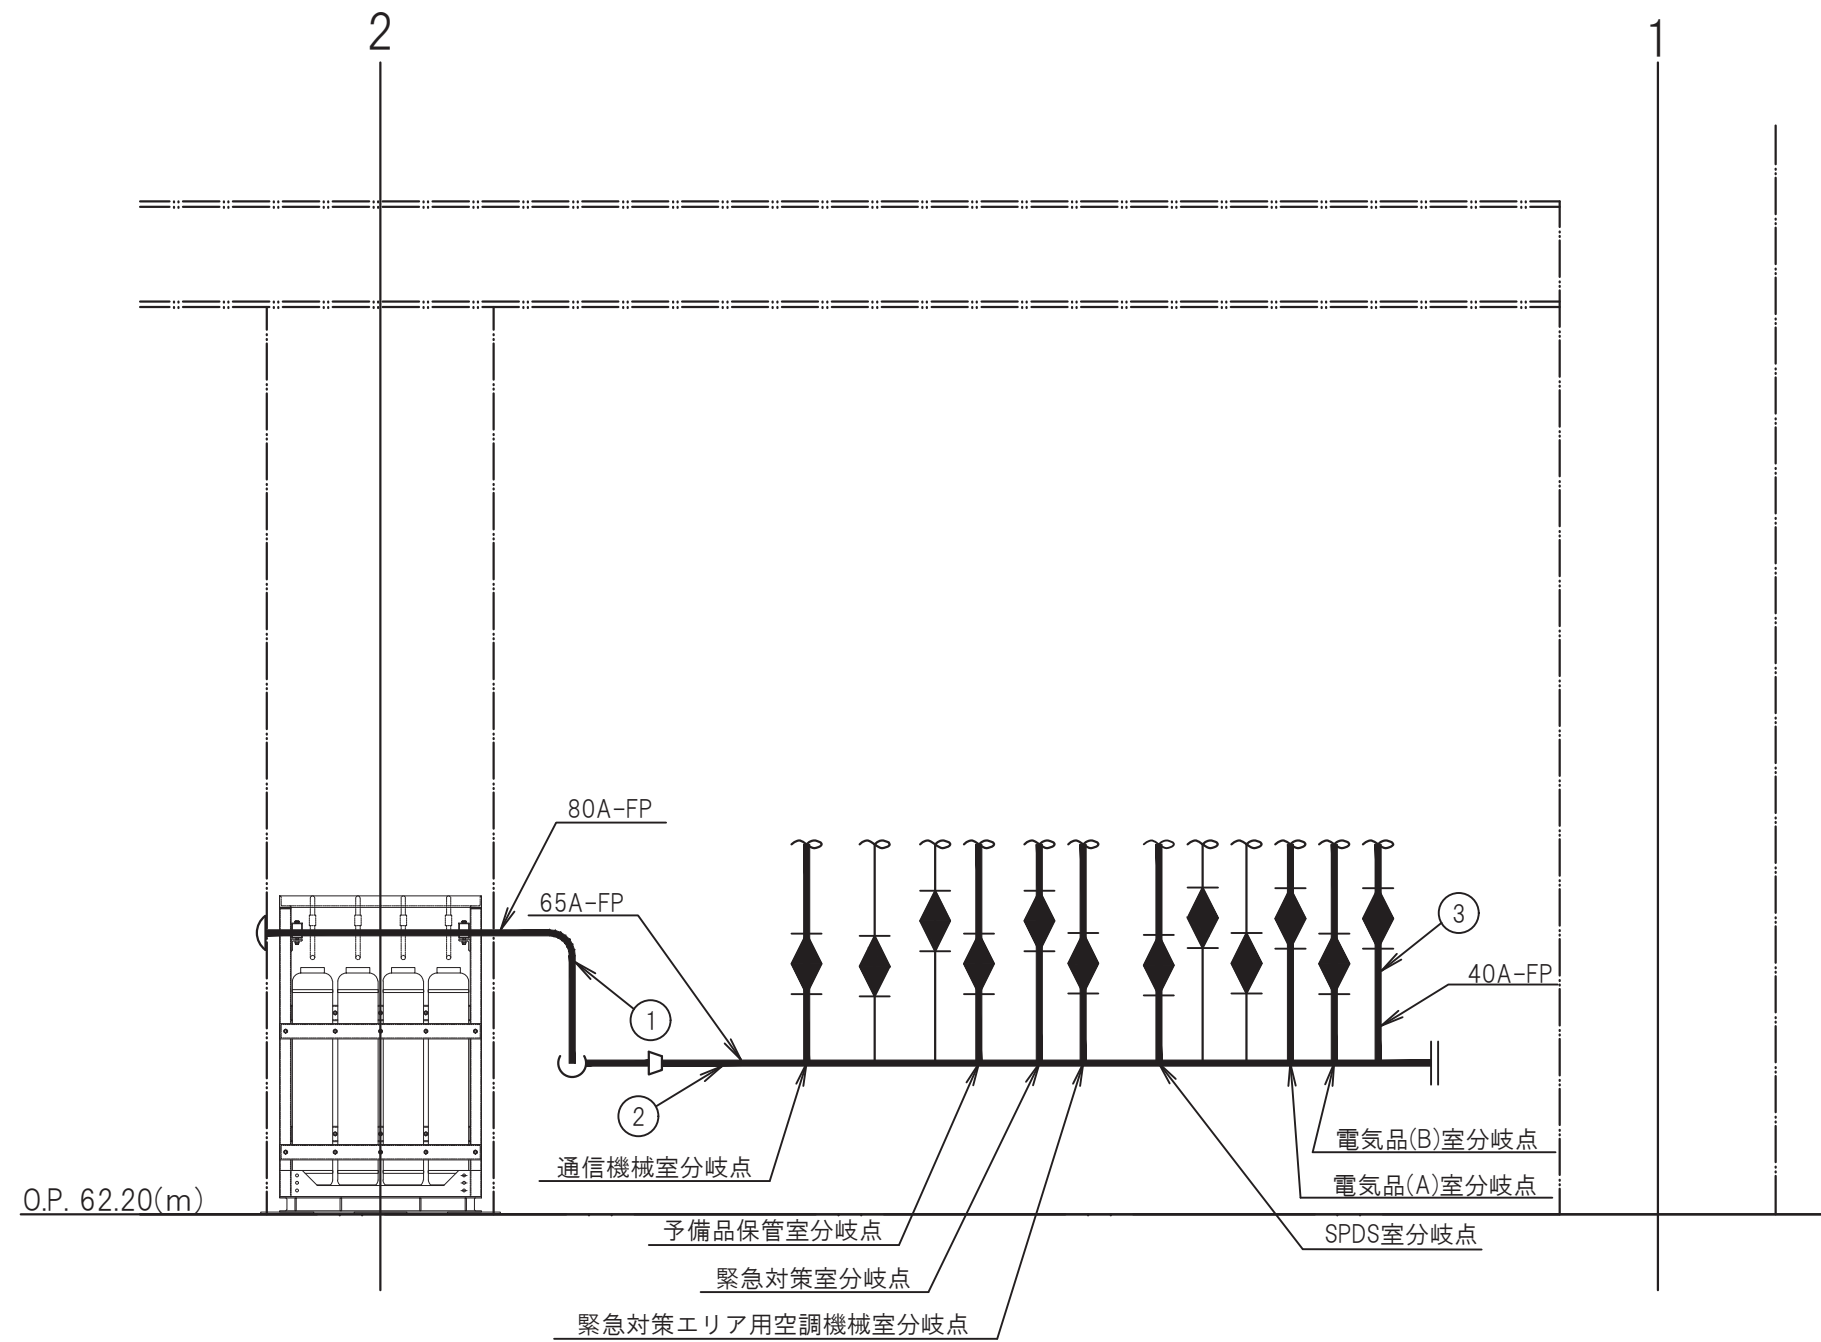 2
1
80A-FP
65A-FP
3
40A-FP
1
2
電気品(B)室分岐点
通信機械室分岐点
電気品(A)室分岐点
O.P. 62.20(m)
予備品保管室分岐点
SPDS室分岐点
緊急対策室分岐点
緊急対策エリア用空調機械室分岐点